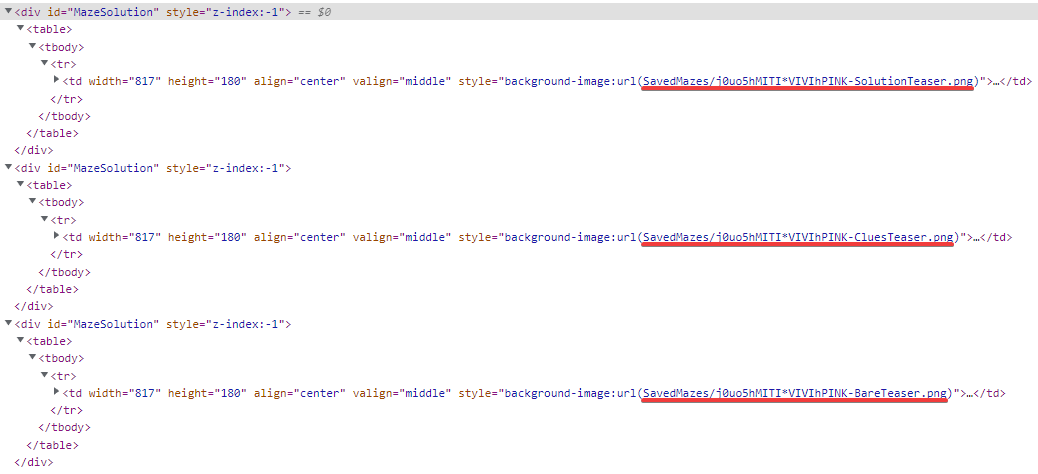 ▼<div id="MazeSolution" style="z-index:-1"> == $0
▼<table>
▼<tbody>
▼<tr>
▶<td width="817" height="180" align="center" valign="middle" style="background-image:url(SavedMazes/j0uo5hMITI*VIVIhPINK-SolutionTeaser.png)">…</td>
</tr>
</tbody>
</table>
</div>
▼<div id="MazeSolution" style="z-index:-1">
▼<table>
▼<tbody>
▼<tr>
▶<td width="817" height="180" align="center" valign="middle" style="background-image:url(SavedMazes/j0uo5hMITI*VIVIhPINK-CluesTeaser.png)">…</td>
</tr>
</tbody>
</table>
</div>
▼<div id="MazeSolution" style="z-index:-1">
▼<table>
▼<tbody>
▼<tr>
▶<td width="817" height="180" align="center" valign="middle" style="background-image:url(SavedMazes/j0uo5hMITI*VIVIhPINK-BareTeaser.png)">…</td>
</tr>
</tbody>
</table>
</div>